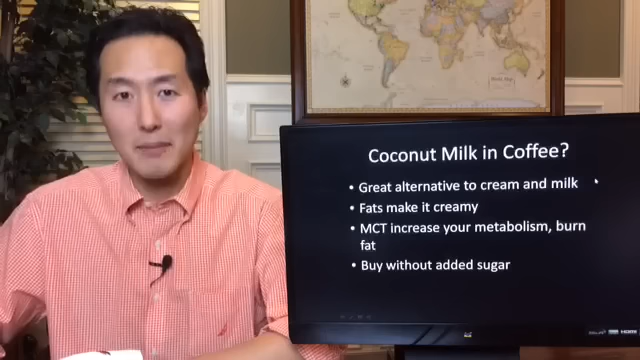 Coconut Milk in Coffee?
• Great alternative to cream and milk
• Fats make it creamy
• MCT increase your metabolism, burn
fat
• Buy without added sugar
HDMI